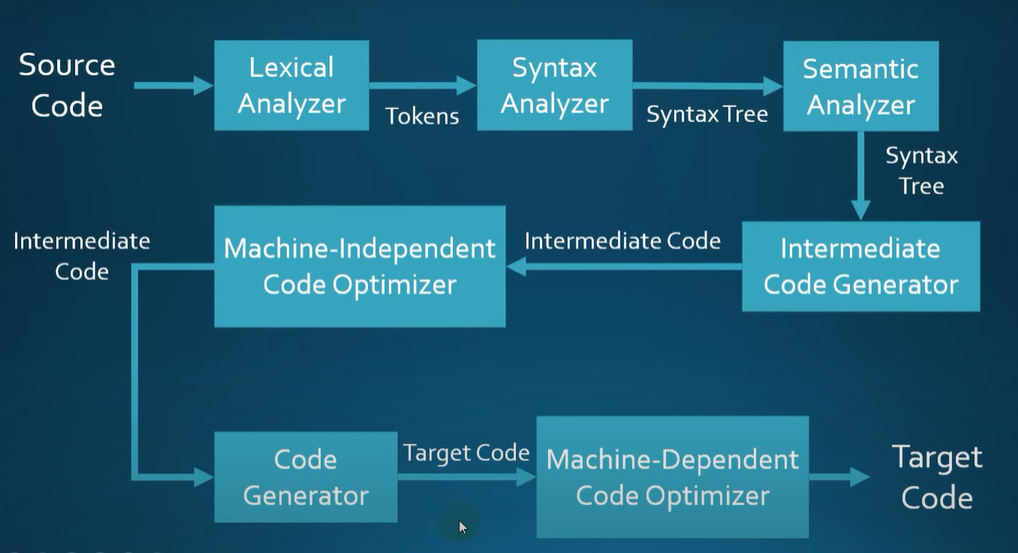 Source
Code
Lexical
Analyzer
Tokens
Syntax
Analyzer
Syntax Tree
Semantic
Analyzer
Syntax
Tree
Intermediate
Code Generator
Intermediate Code
Machine-Independent
Code Optimizer
Intermediate
Code
Code
Generator
Target Code
Machine-Dependent
Code Optimizer
Target
Code